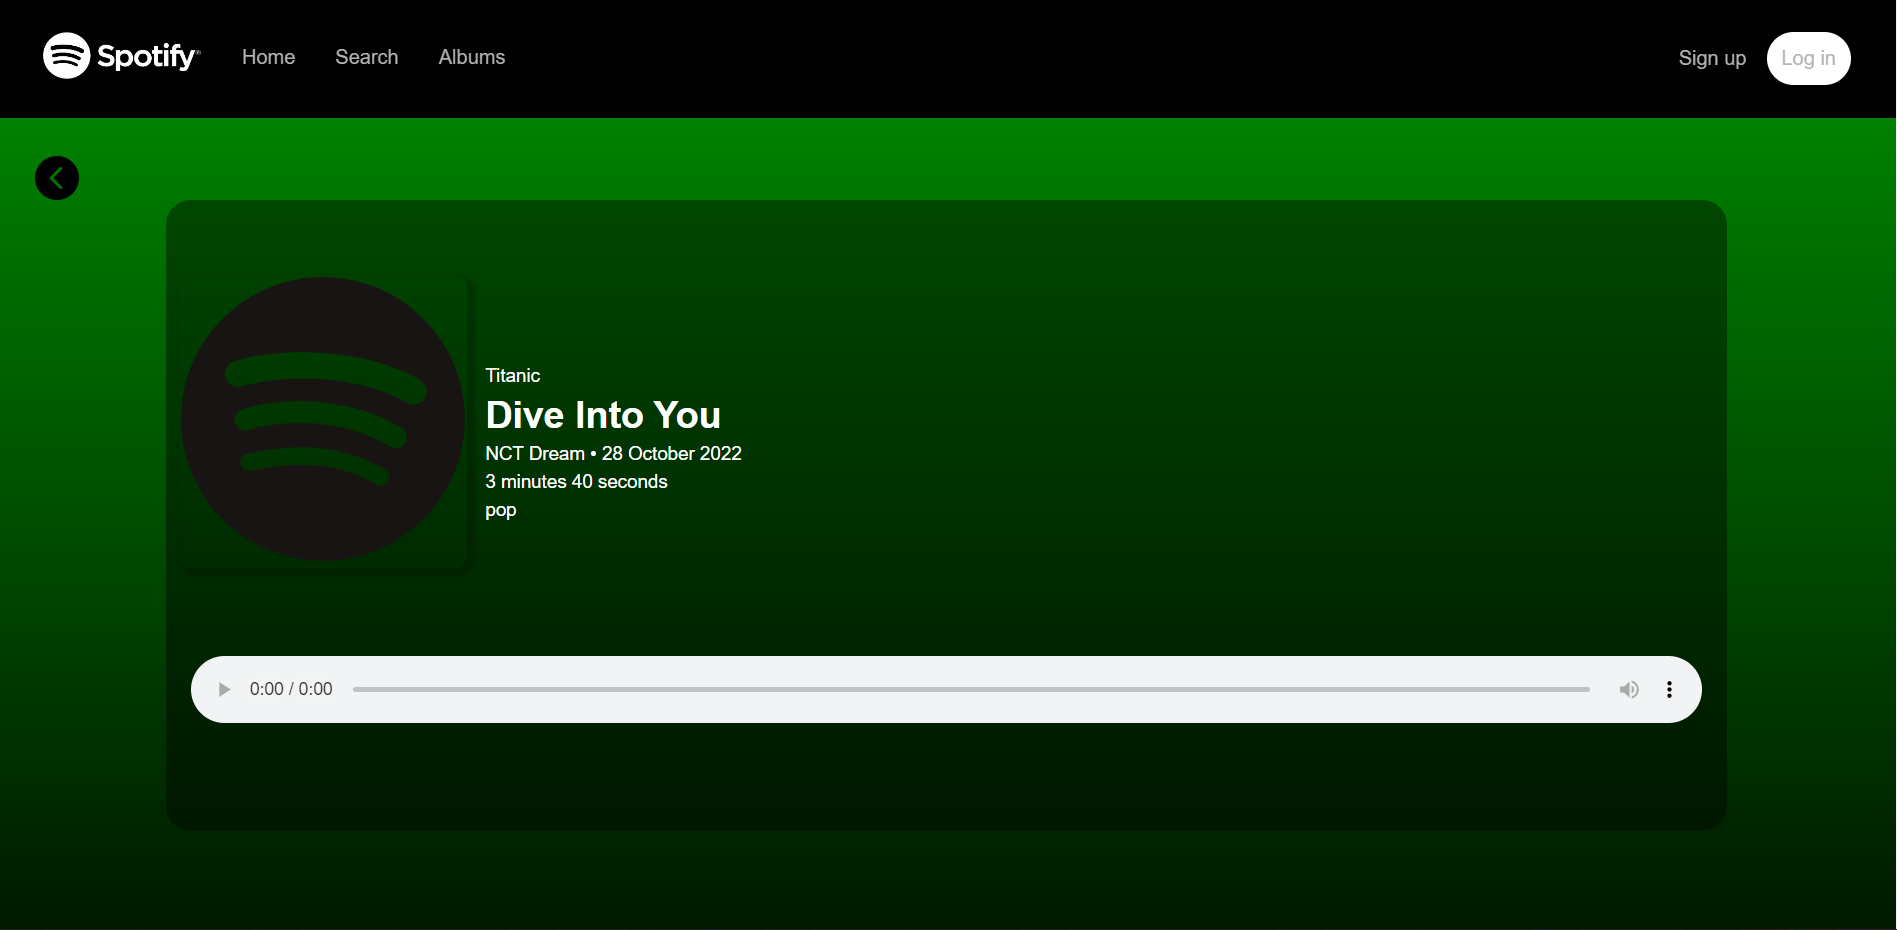 Spotify
Home
Search
Albums
Sign up
Log in
Titanic
Dive Into You
NCT Dream • 28 October 2022
3 minutes 40 seconds
pop
0:00 / 0:00